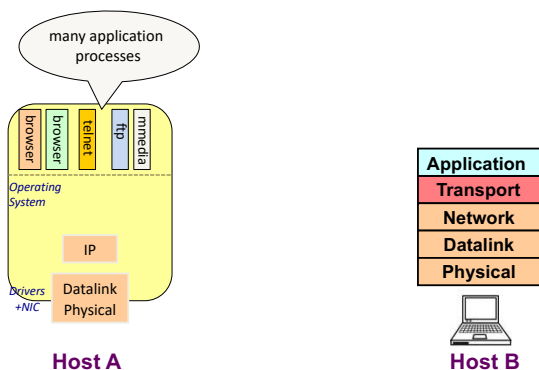 many application
processes
browser
browser
telnet
ftp
mmedia
Operating
System
IP
Drivers
+NIC
Datalink
Physical
Host A
Application
Transport
Network
Datalink
Physical
Host B